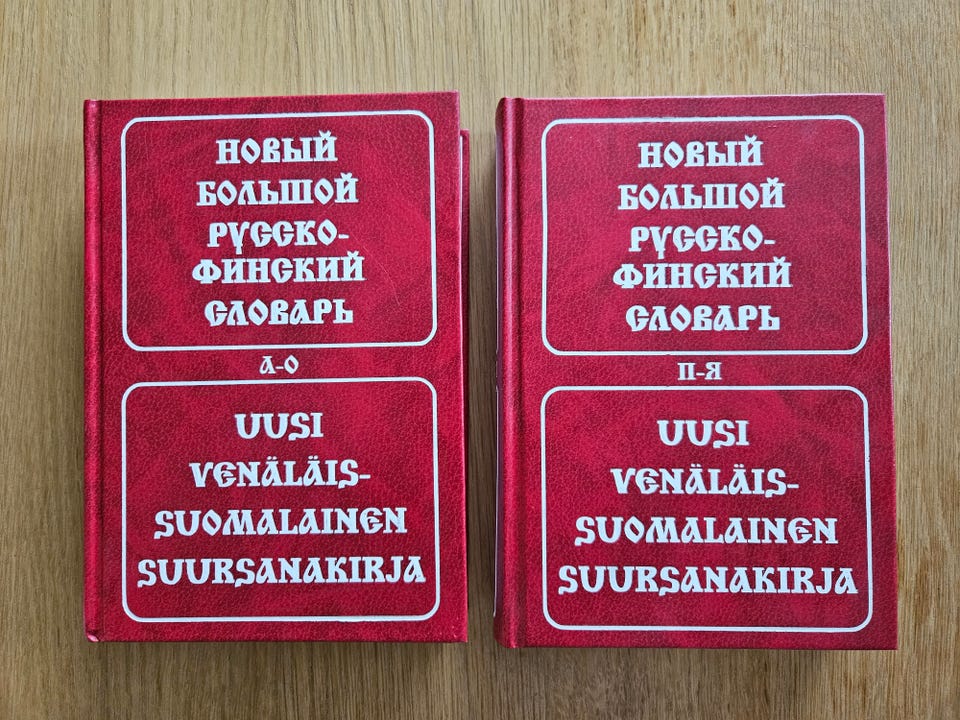 НОВЫЙ
БОЛЬШОЙ
РУССКО-
ФИНСКИЙ
СЛОВАРЬ
А-О
UUSI
VENÄLÄIS-
SUOMALAINEN
SUURSANAKIRJA
НОВЫЙ
БОЛЬШОЙ
РУССКО-
ФИНСКИЙ
СЛОВАРЬ
П-Я
UUSI
VENÄLÄIS-
SUOMALAINEN
SUURSANAKIRJA